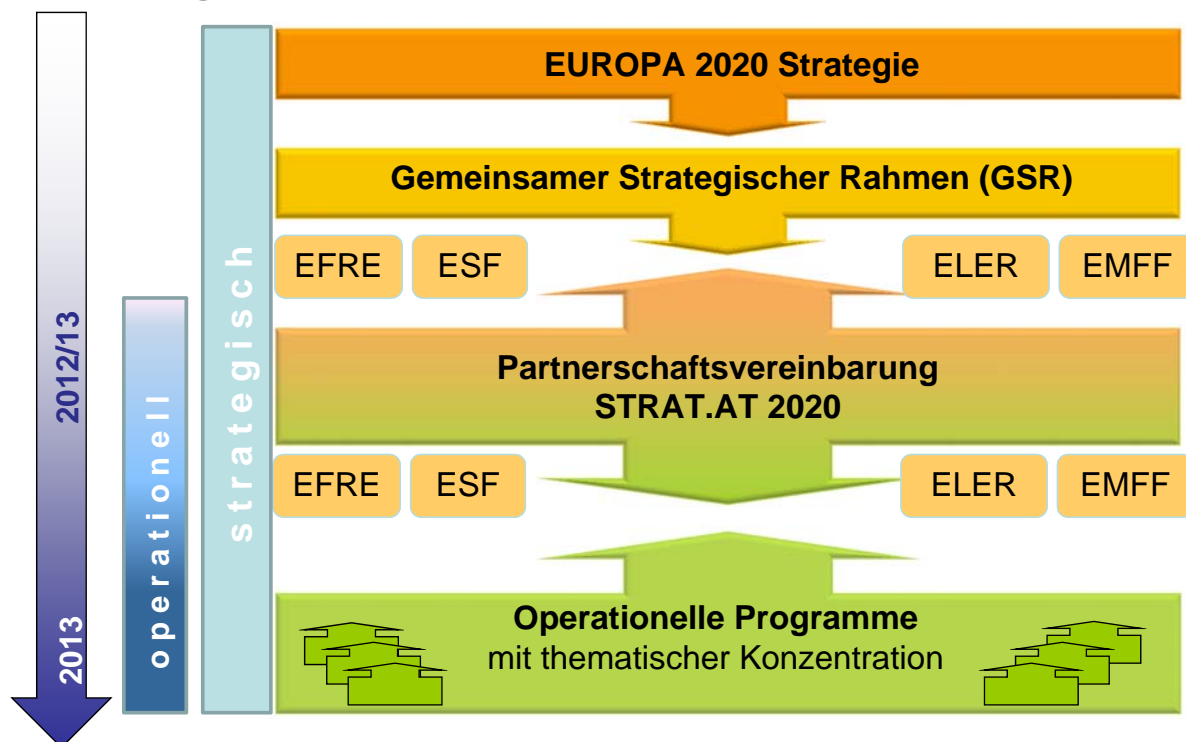 EUROPA 2020 Strategie
Gemeinsamer Strategischer Rahmen (GSR)
EFRE
ESF
ELER
EMFF
Partnerschaftsvereinbarung
STRAT.AT 2020
EFRE
ESF
ELER
EMFF
Operationelle Programme
mit thematischer Konzentration
2012/13
2013
operationell
strategisch